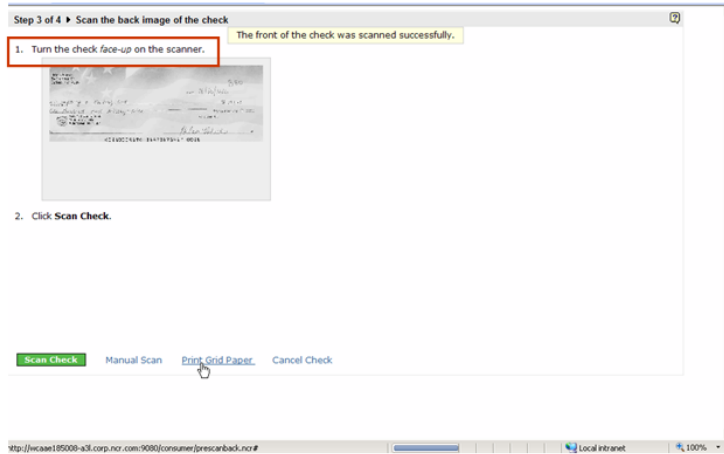 Step 3 of 4 ▸ Scan the back image of the check
The front of the check was scanned successfully.
1. Turn the check face-up on the scanner.
2. Click Scan Check.
Scan Check Manual Scan Print Grid Paper Cancel Check
http://wcaae185008-a3l.corp.ncr.com:9080/consumer/prescanback.ncr# Local intranet 100%